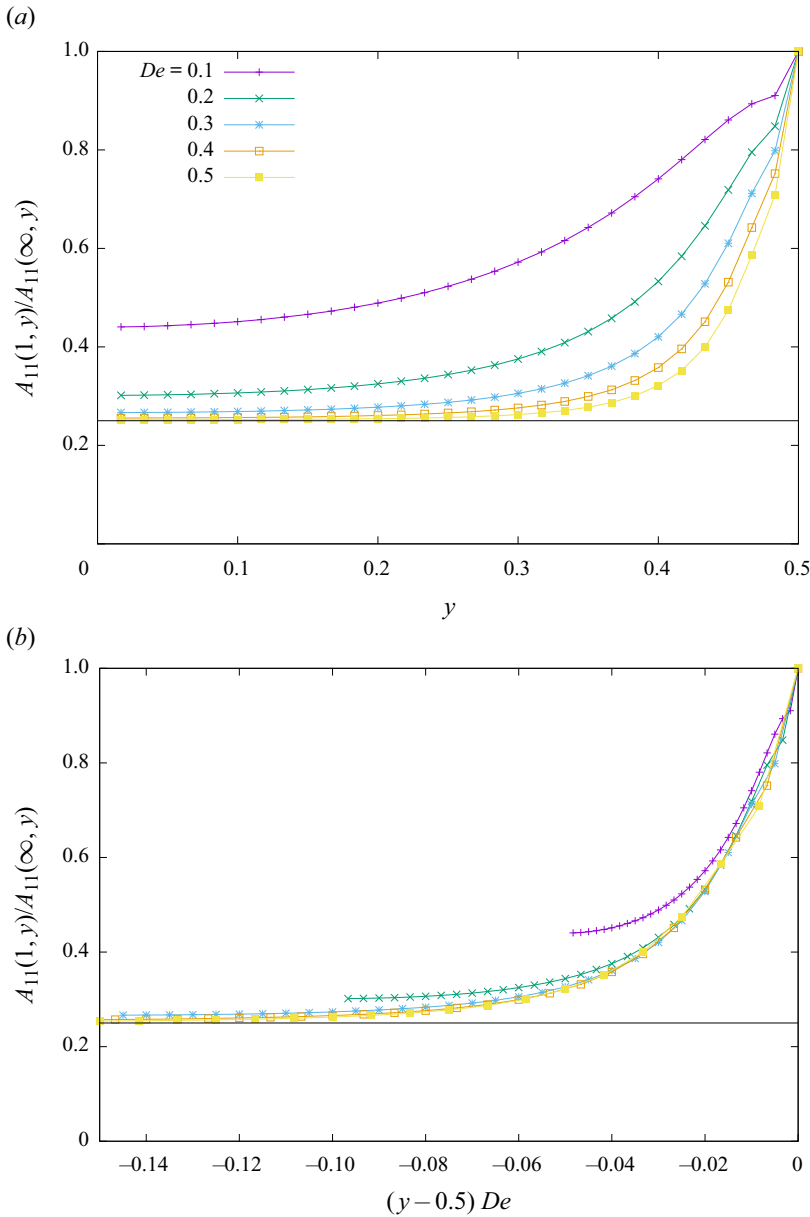 (a)
1.0
De = 0.1
0.2
0.3
0.4
0.5
0.8
0.6
0.4
0.2
A₁₁(1, y)/A₁₁(∞, y)
0 0.1 0.2 0.3 0.4 0.5
y
(b)
1.0
0.8
0.6
0.4
0.2
0
A₁₁(1, y)/A₁₁(∞, y)
−0.14 −0.12 −0.10 −0.08 −0.06 −0.04 −0.02 0
(y − 0.5) De